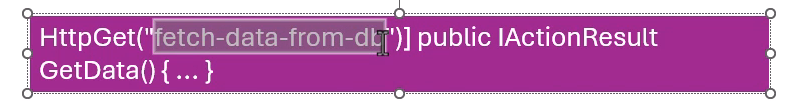 HttpGet("fetch-data-from-db")] public IActionResult
GetData() { ... }